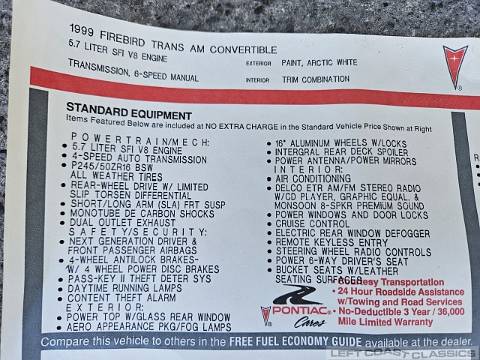 1999 FIREBIRD TRANS AM CONVERTIBLE
5.7 LITER SFI V8 ENGINE
TRANSMISSION, 6-SPEED MANUAL
EXTERIOR PAINT, ARCTIC WHITE
INTERIOR TRIM COMBINATION
STANDARD EQUIPMENT
Items Featured Below are included at NO EXTRA CHARGE in the Standard Vehicle Price Shown at Right
POWERTRAIN/MECH:
• 5.7 LITER SFI V8 ENGINE
• 4-SPEED AUTO TRANSMISSION
• P245/50ZR16 BSW
ALL WEATHER TIRES
• REAR-WHEEL DRIVE W/ LIMITED
SLIP TORSEN DIFFERENTIAL
• SHORT/LONG ARM (SLA) FRT SUSP
• MONOTUBE DE CARBON SHOCKS
• DUAL OUTLET EXHAUST
SAFETY/SECURITY:
• NEXT GENERATION DRIVER &
FRONT PASSENGER AIRBAGS
• 4-WHEEL ANTILOCK BRAKES-
W/ 4 WHEEL POWER DISC BRAKES
• PASS-KEY II THEFT DETER SYS
• DAYTIME RUNNING LAMPS
• CONTENT THEFT ALARM
EXTERIOR:
• POWER TOP W/GLASS REAR WINDOW
• AERO APPEARANCE PKG/FOG LAMPS
• 16" ALUMINUM WHEELS W/LOCKS
• INTERGRAL REAR DECK SPOILER
• POWER ANTENNA/POWER MIRRORS
INTERIOR:
• AIR CONDITIONING
• DELCO ETR AM/FM STEREO RADIO
W/CD PLAYER, GRAPHIC EQUAL. &
MONSOON 8-SPKR PREMIUM SOUND
• POWER WINDOWS AND DOOR LOCKS
• CRUISE CONTROL
• ELECTRIC REAR WINDOW DEFOGGER
• REMOTE KEYLESS ENTRY
• STEERING WHEEL RADIO CONTROLS
• POWER 6-WAY DRIVER'S SEAT
• BUCKET SEATS W/LEATHER
SEATING SURFACES
Transportation
• 24 Hour Roadside Assistance
w/Towing and Road Services
• No-Deductible 3 Year / 36,000
Mile Limited Warranty
PONTIAC
Cares
Compare this vehicle to others in the FREE FUEL ECONOMY GUIDE available at the dealer.
LEFT COAST CLASSICS